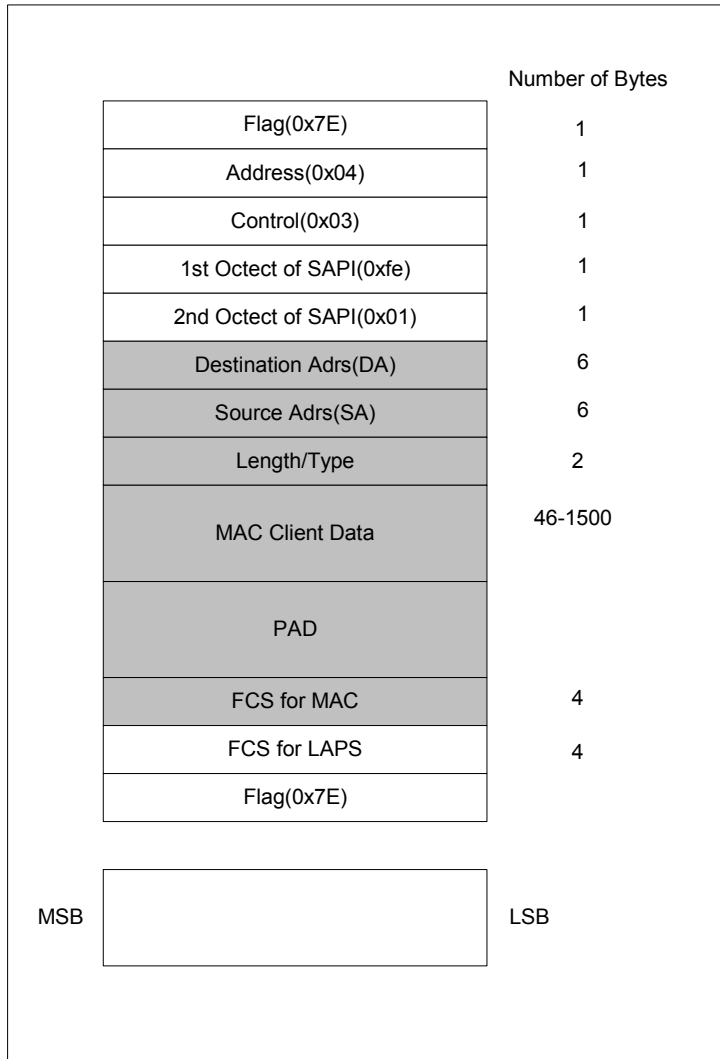 Number of Bytes
Flag(0x7E) 1
Address(0x04) 1
Control(0x03) 1
1st Octect of SAPI(0xfe) 1
2nd Octect of SAPI(0x01) 1
Destination Adrs(DA) 6
Source Adrs(SA) 6
Length/Type 2
MAC Client Data 46-1500
PAD
FCS for MAC 4
FCS for LAPS 4
Flag(0x7E)
MSB LSB